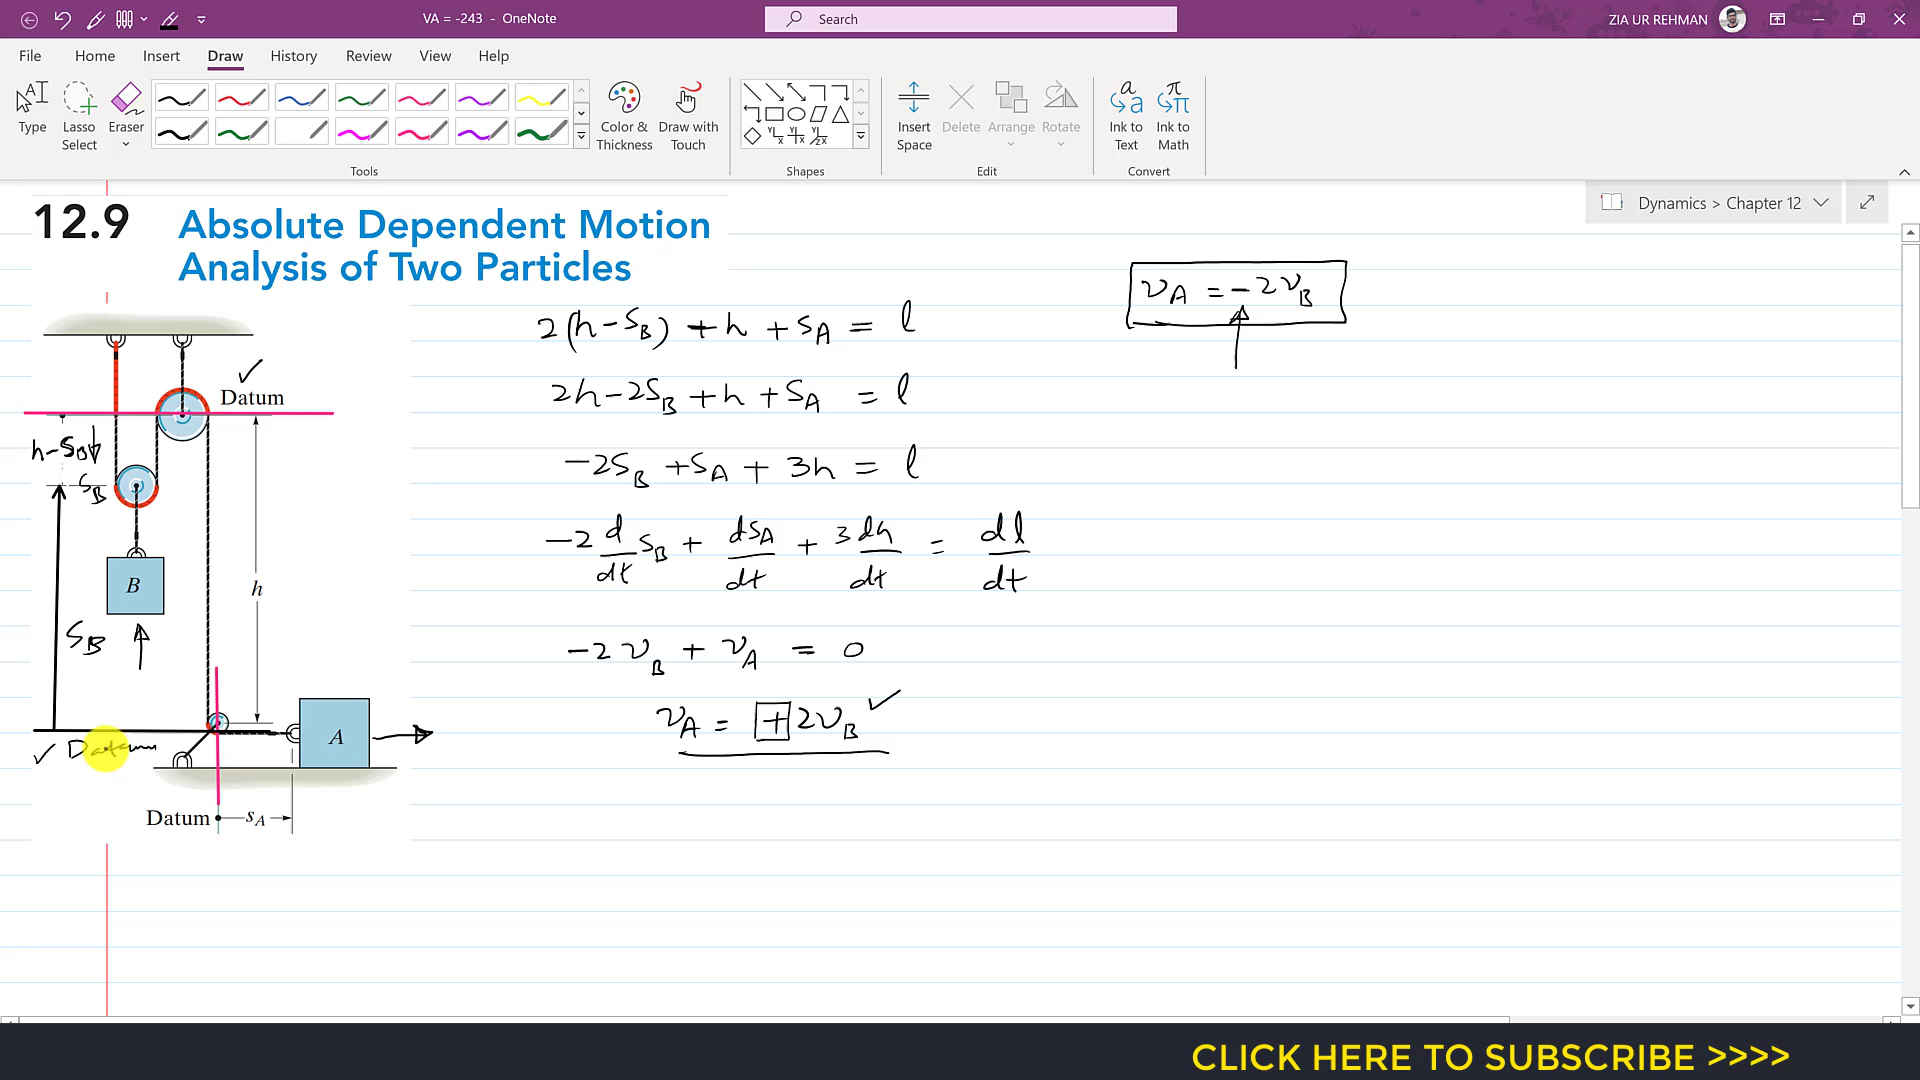 VA = -243 - OneNote
Search
ZIA UR REHMAN
File Home Insert Draw History Review View Help
Type
Lasso Select
Eraser
Color & Thickness
Draw with Touch
Insert Space
Delete
Arrange
Rotate
Ink to Text
Ink to Math
Tools
Shapes
Edit
Convert
Dynamics > Chapter 12
12.9 Absolute Dependent Motion
Analysis of Two Particles
✓
Datum
h-SB
SB
B
h
SB
A
✓ Datum
Datum
sA
2(h-SB) + h + SA = l
2h-2SB + h + SA = l
-2SB + SA + 3h = l
-2 d/dt SB + dSA/dt + 3dh/dt = dl/dt
-2vB + vA = 0
vA = +2vB ✓
vA = -2vB
CLICK HERE TO SUBSCRIBE >>>>